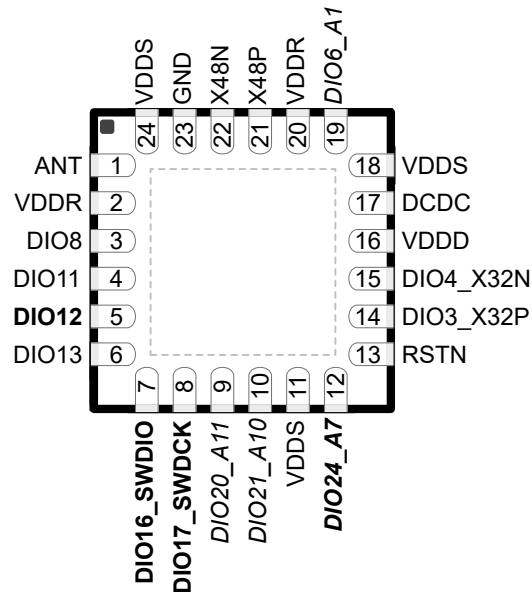 VDDS
GND
X48N
X48P
VDDR
DIO6_A1
24
23
22
21
20
19
ANT 1
VDDR 2
DIO8 3
DIO11 4
DIO12 5
DIO13 6
18 VDDS
17 DCDC
16 VDDD
15 DIO4_X32N
14 DIO3_X32P
13 RSTN
7
8
9
10
11
12
DIO16_SWDIO
DIO17_SWDCK
DIO20_A11
DIO21_A10
VDDS
DIO24_A7